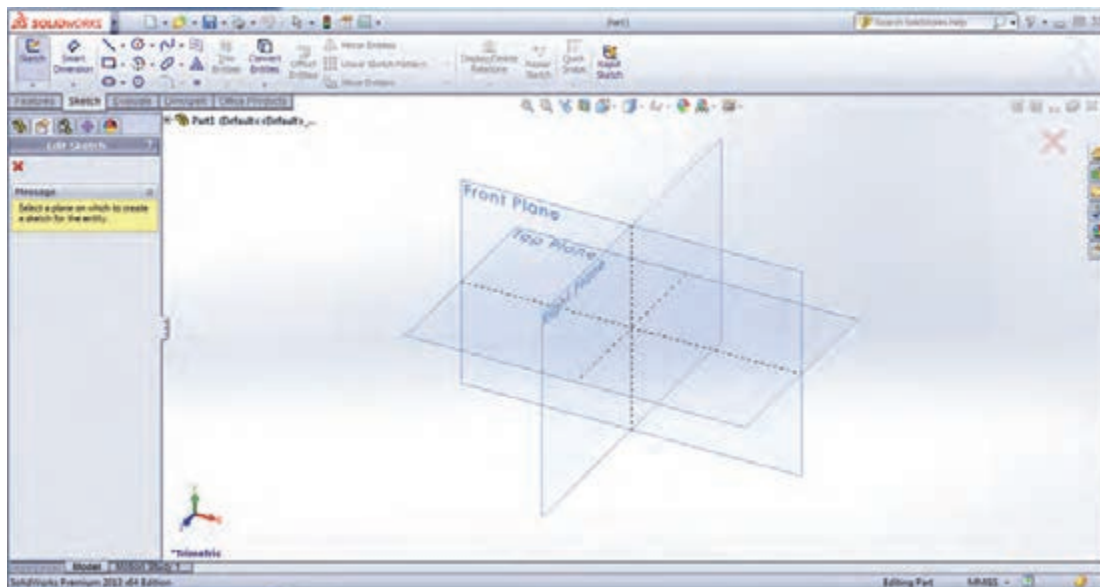 SOLIDWORKS
Part1
Search SolidWorks Help
Sketch
Smart Dimension
Trim Entities
Convert Entities
Offset Entities
Mirror Entities
Linear Sketch Pattern
Move Entities
Display/Delete Relations
Repair Sketch
Quick Snaps
Rapid Sketch
Features
Sketch
Evaluate
DimXpert
Office Products
Part1 (Default<<Default>_...
Edit Sketch
?
Message
Select a plane on which to create
a sketch for the entity.
Front Plane
Top Plane
Right Plane
*Trimetric
Model
Motion Study 1
SolidWorks Premium 2013 x64 Edition
Editing Part
MMGS